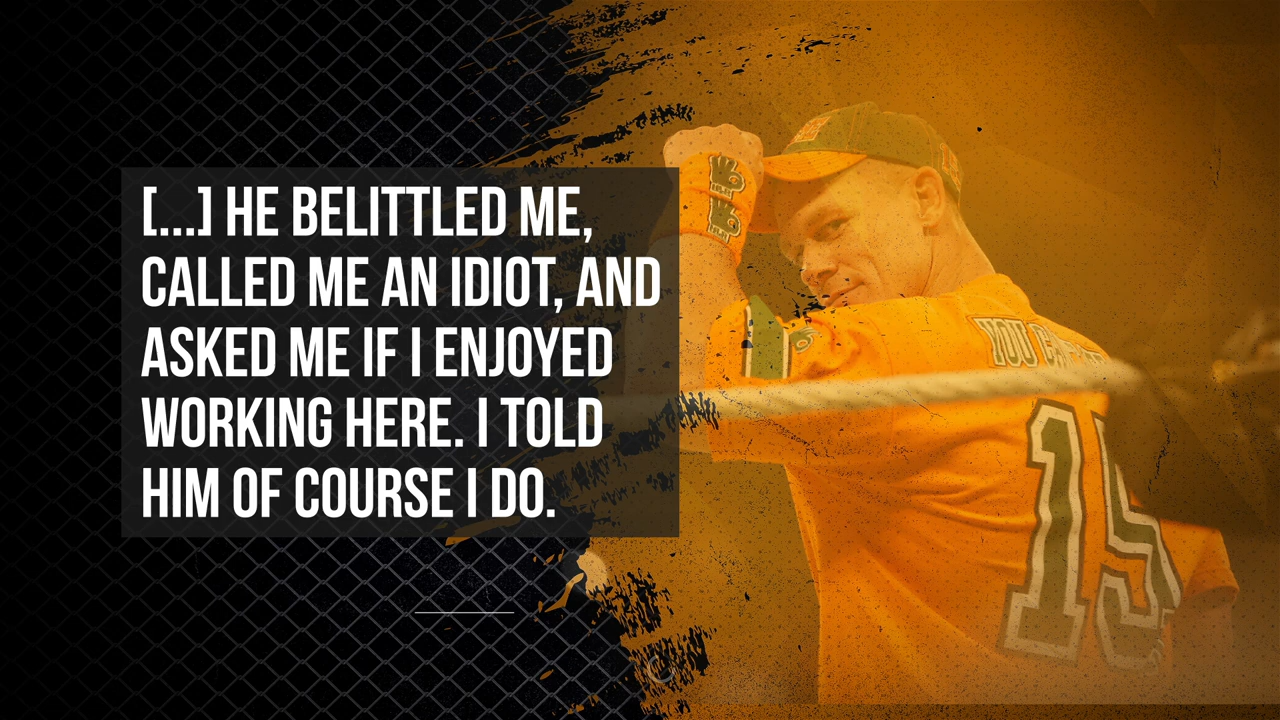 [...] HE BELITTLED ME,
CALLED ME AN IDIOT, AND
ASKED ME IF I ENJOYED
WORKING HERE. I TOLD
HIM OF COURSE I DO.
YOU
15